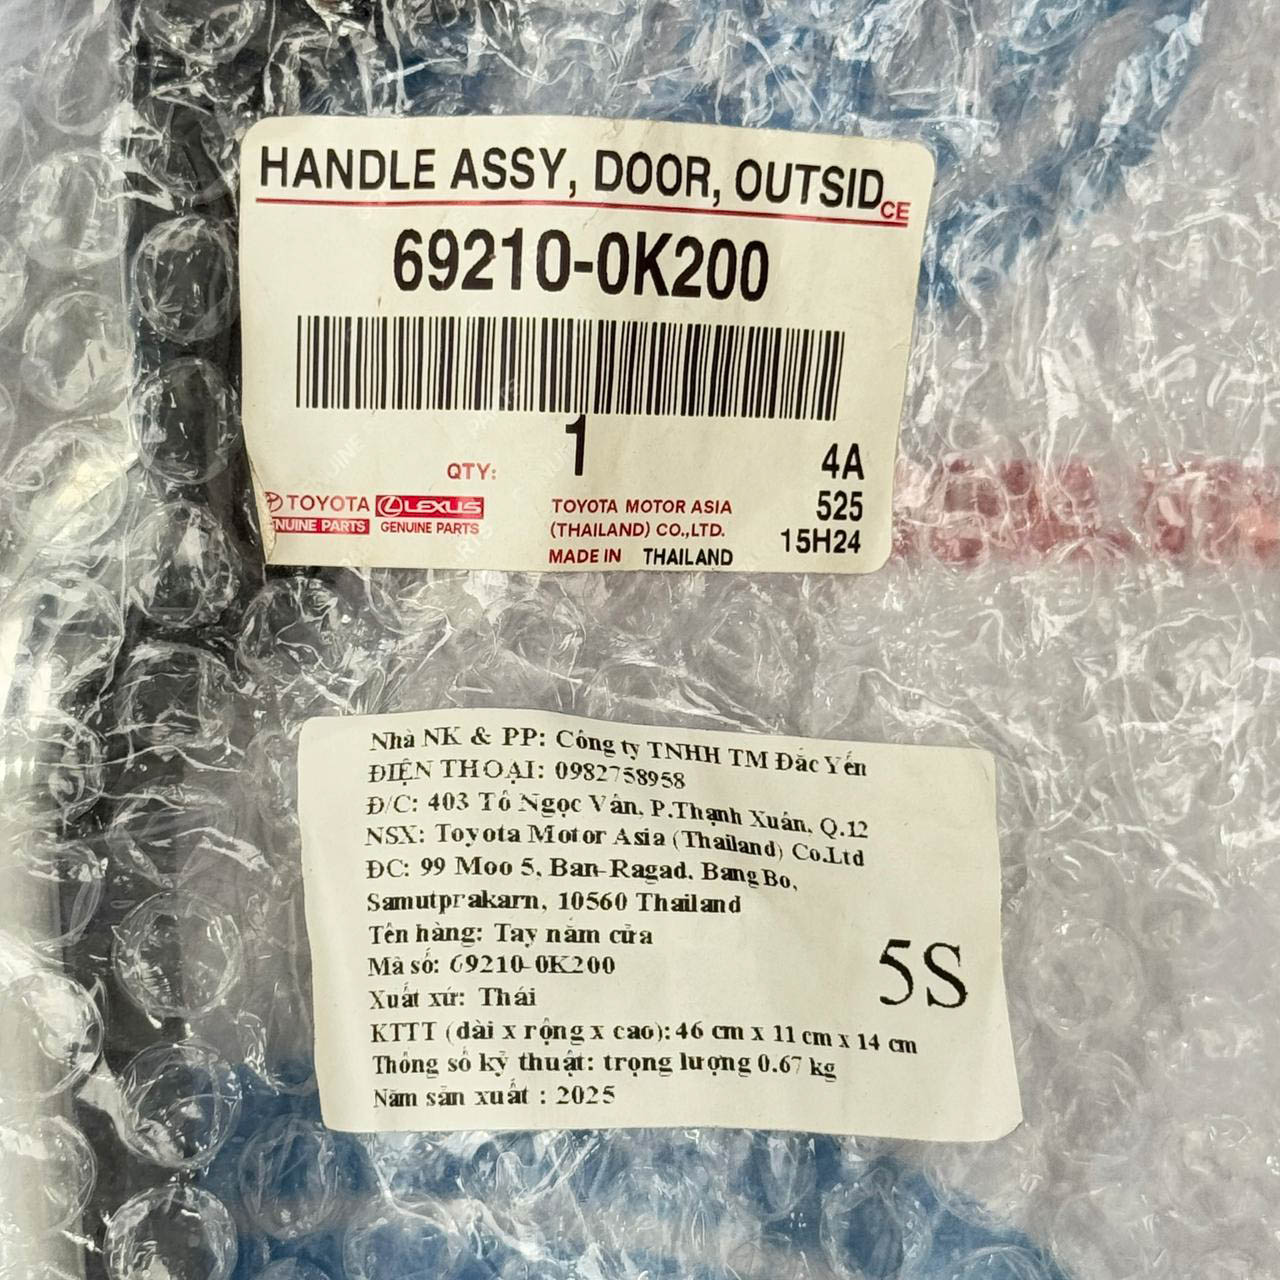 HANDLE ASSY, DOOR, OUTSID
CE
69210-0K200
1
QTY:
4A
TOYOTA LEXUS
525
GENUINE PARTS
TOYOTA MOTOR ASIA
(THAILAND) CO.,LTD.
15H24
MADE IN THAILAND
Nhà NK & PP: Công ty TNHH TM Đắc Yến
ĐIỆN THOẠI: 0982758958
Đ/C: 403 Tô Ngọc Vân, P.Thạnh Xuân, Q.12
NSX: Toyota Motor Asia (Thailand) Co.Ltd
ĐC: 99 Moo 5, Ban-Ragad, Bang Bo,
Samutprakarn, 10560 Thailand
Tên hàng: Tay nắm cửa
Mã số: 69210-0K200
5S
Xuất xứ: Thái
KTTT (dài x rộng x cao): 46 cm x 11 cm x 14 cm
Thông số kỹ thuật: trọng lượng 0.67 kg
Năm sản xuất : 2025